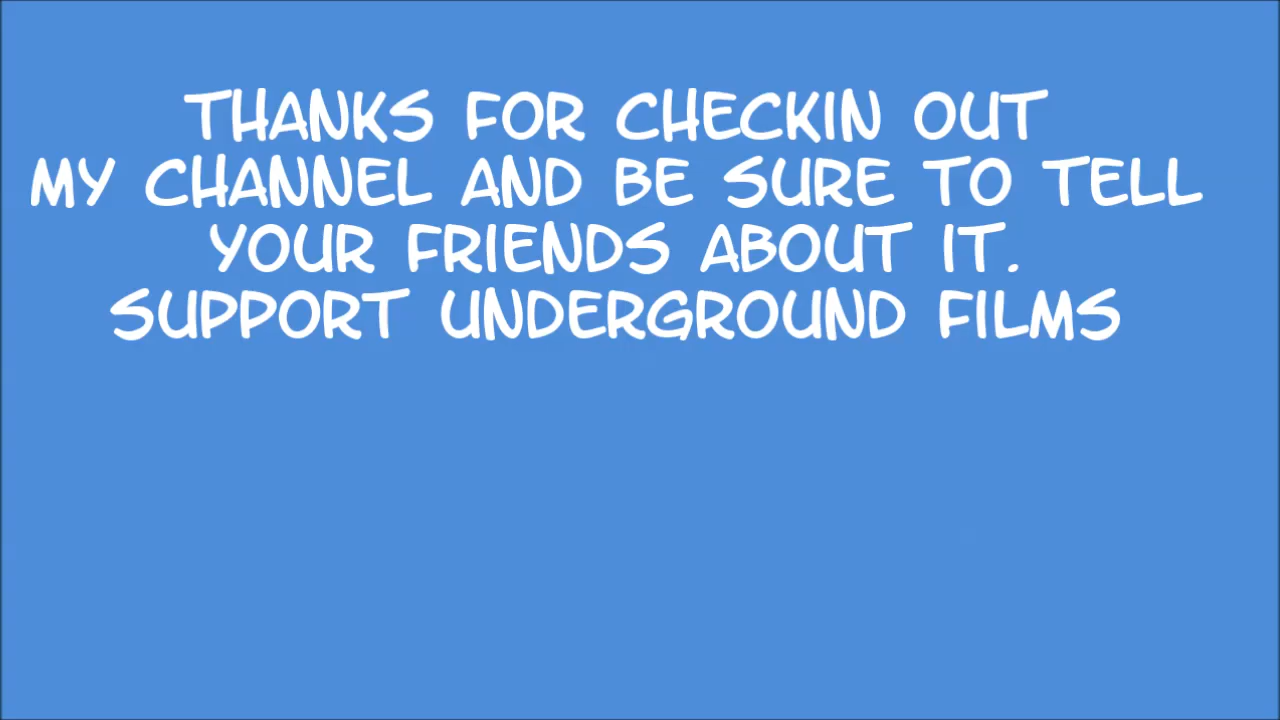 THANKS FOR CHECKIN OUT
MY CHANNEL AND BE SURE TO TELL
YOUR FRIENDS ABOUT IT.
SUPPORT UNDERGROUND FILMS